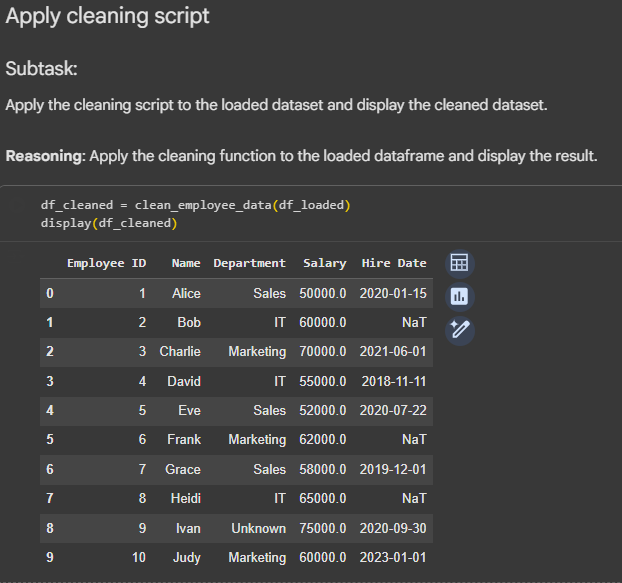 Apply cleaning script
Subtask:
Apply the cleaning script to the loaded dataset and display the cleaned dataset.
Reasoning: Apply the cleaning function to the loaded dataframe and display the result.
df_cleaned = clean_employee_data(df_loaded)
display(df_cleaned)
Employee ID Name Department Salary Hire Date
0 1 Alice Sales 50000.0 2020-01-15
1 2 Bob IT 60000.0 NaT
2 3 Charlie Marketing 70000.0 2021-06-01
3 4 David IT 55000.0 2018-11-11
4 5 Eve Sales 52000.0 2020-07-22
5 6 Frank Marketing 62000.0 NaT
6 7 Grace Sales 58000.0 2019-12-01
7 8 Heidi IT 65000.0 NaT
8 9 Ivan Unknown 75000.0 2020-09-30
9 10 Judy Marketing 60000.0 2023-01-01